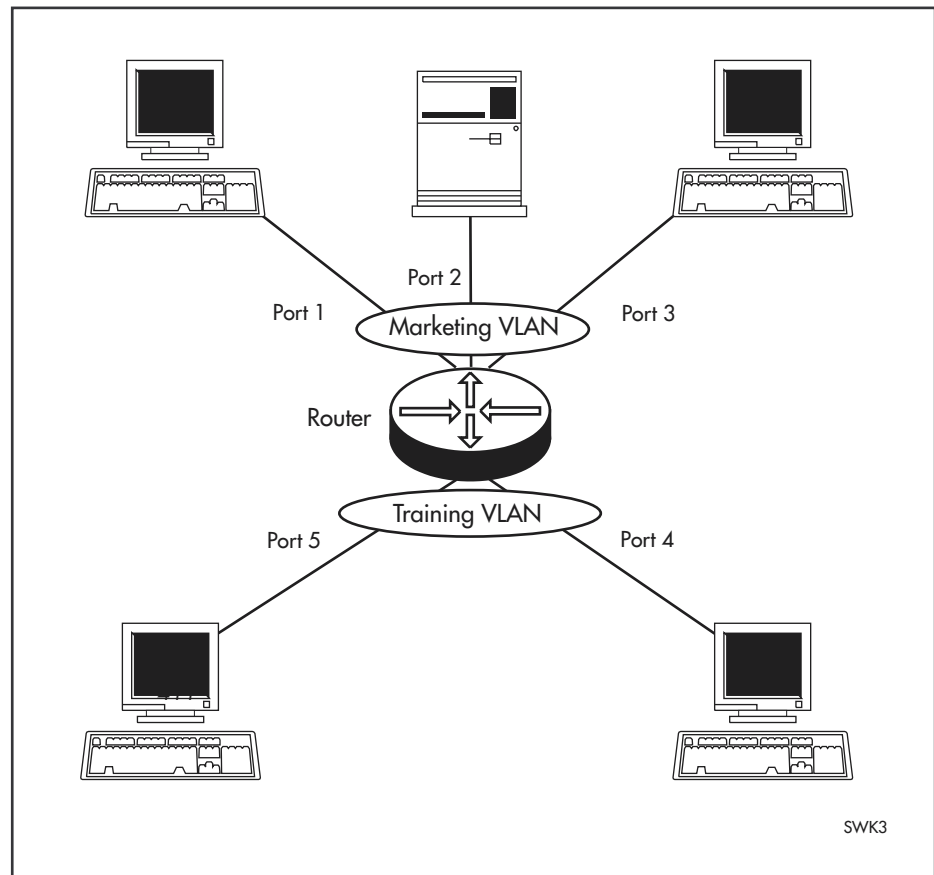 Port 2
Port 1
Port 3
Marketing VLAN
Router
Training VLAN
Port 5
Port 4
SWK3